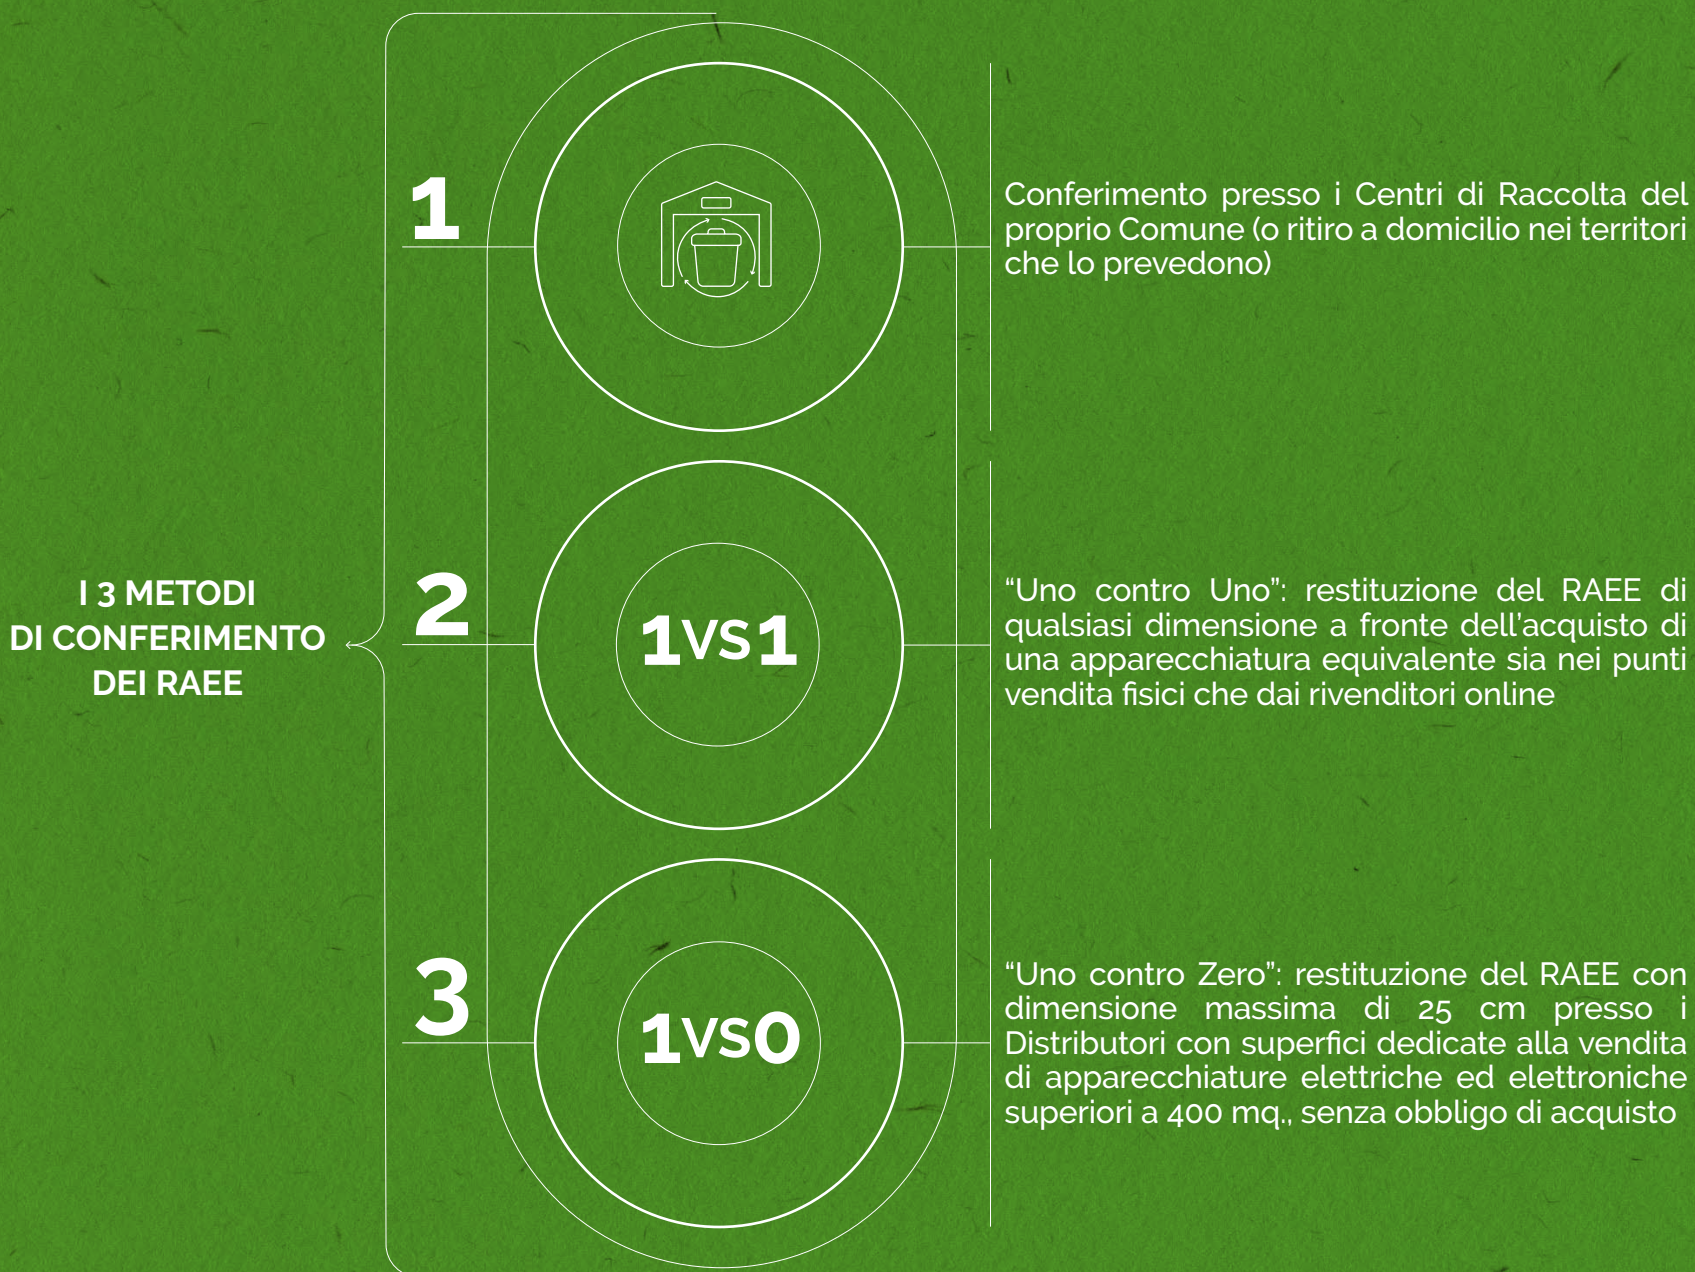 I 3 METODI
DI CONFERIMENTO
DEI RAEE
1
Conferimento presso i Centri di Raccolta del
proprio Comune (o ritiro a domicilio nei territori
che lo prevedono)
2
1VS1
“Uno contro Uno”: restituzione del RAEE di
qualsiasi dimensione a fronte dell'acquisto di
una apparecchiatura equivalente sia nei punti
vendita fisici che dai rivenditori online
3
1VS0
“Uno contro Zero”: restituzione del RAEE con
dimensione massima di 25 cm presso i
Distributori con superfici dedicate alla vendita
di apparecchiature elettriche ed elettroniche
superiori a 400 mq., senza obbligo di acquisto